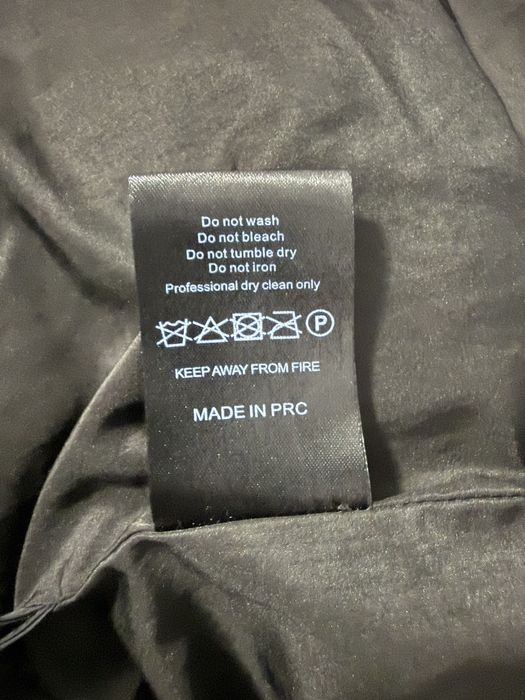 Do not wash
Do not bleach
Do not tumble dry
Do not iron
Professional dry clean only
P
KEEP AWAY FROM FIRE
MADE IN PRC